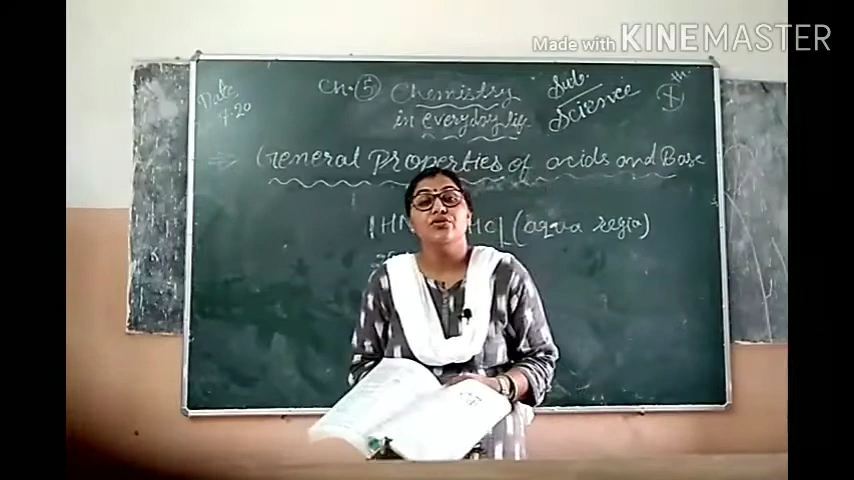 Made with KINEMASTER
Ch. 5 Chemistry
in everyday life
Sub.
Science
th
X
Date
4.20
⇒ General Properties of acids and Base
HCl (aqua regia)